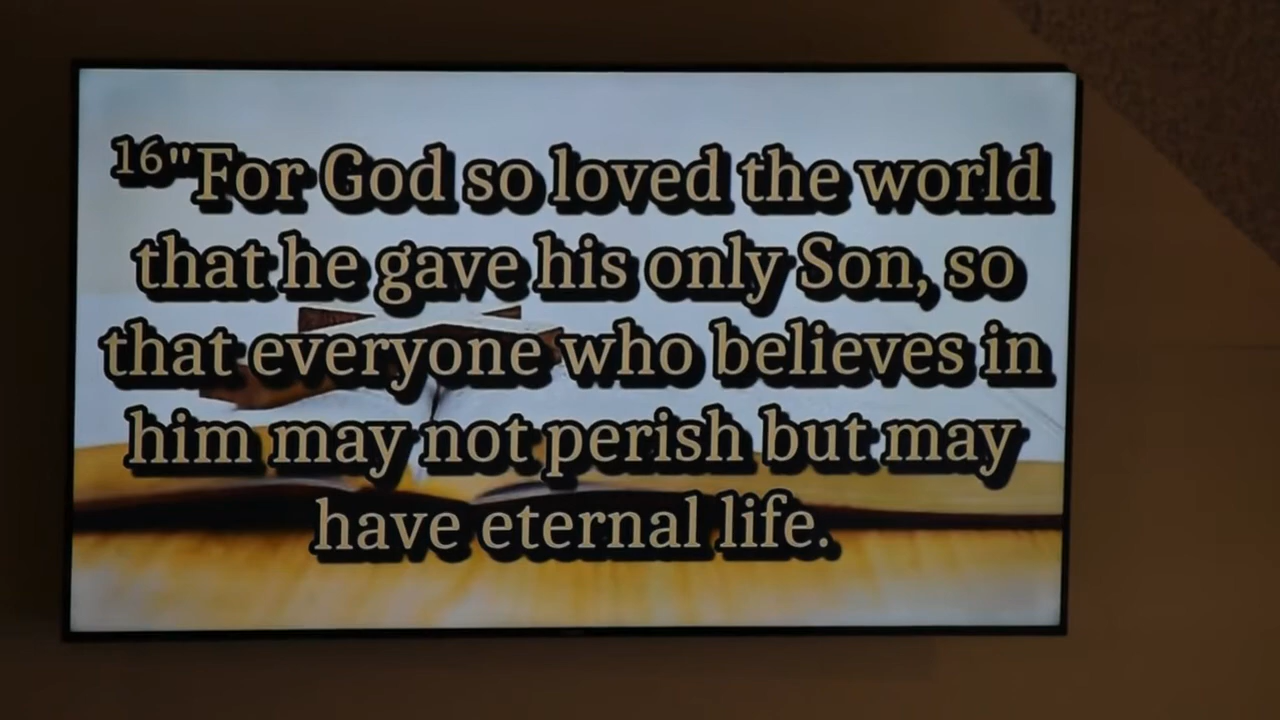 16"For God so loved the world
that he gave his only Son, so
that everyone who believes in
him may not perish but may
have eternal life.